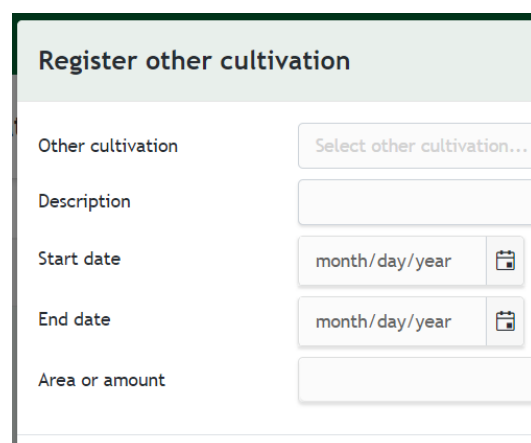 Register other cultivation
Other cultivation
Select other cultivation...
Description
Start date
month/day/year
End date
month/day/year
Area or amount